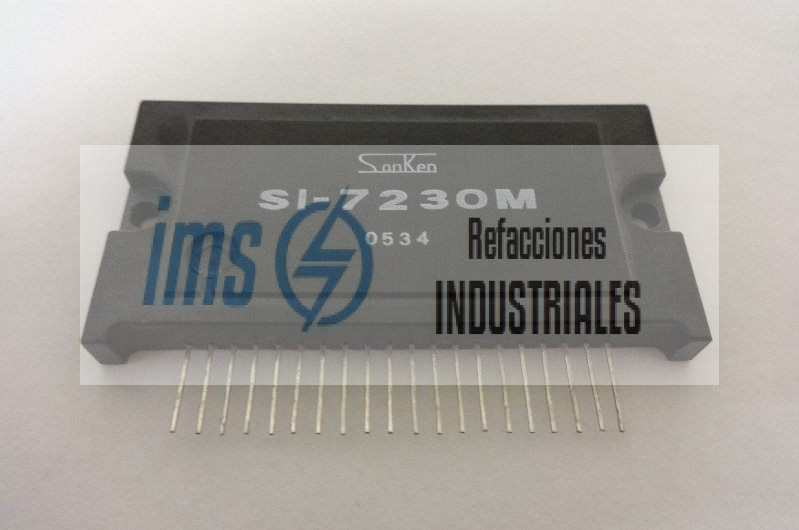 SanKen
SI-7230M
0534
ims
Refacciones
INDUSTRIALES